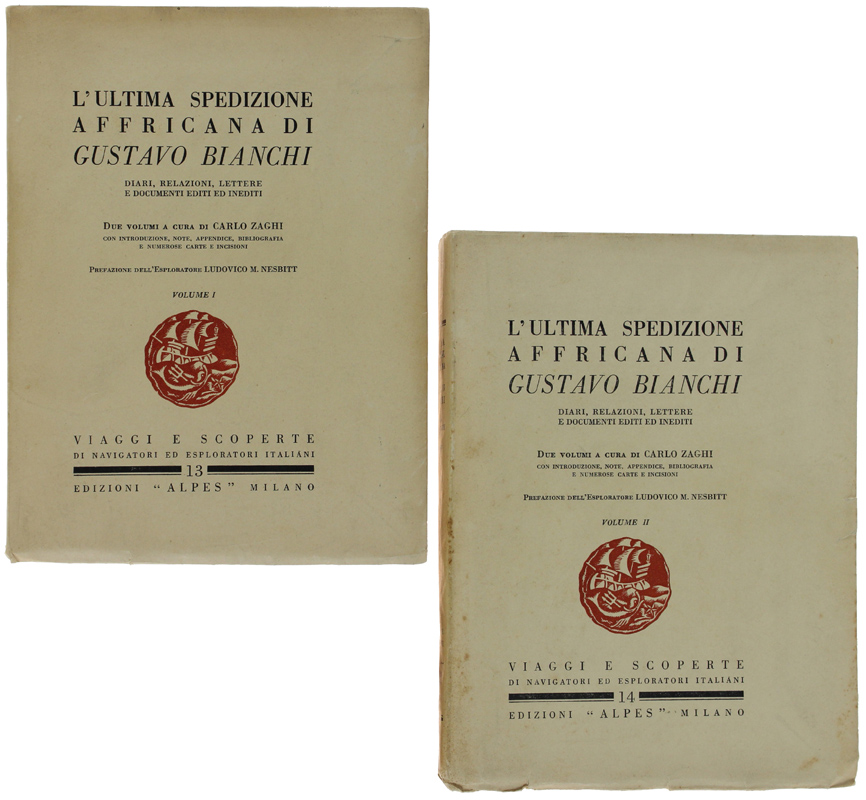 L'ULTIMA SPEDIZIONE
AFFRICANA DI
GUSTAVO BIANCHI
DIARI, RELAZIONI, LETTERE
E DOCUMENTI EDITI ED INEDITI
DUE VOLUMI A CURA DI CARLO ZAGHI
CON INTRODUZIONE, NOTE, APPENDICE, BIBLIOGRAFIA
E NUMEROSE CARTE E INCISIONI
PREFAZIONE DELL'ESPLORATORE LUDOVICO M. NESBITT
VOLUME I
VIAGGI E SCOPERTE
DI NAVIGATORI ED ESPLORATORI ITALIANI
13
EDIZIONI "ALPES" MILANO
L'ULTIMA SPEDIZIONE
AFFRICANA DI
GUSTAVO BIANCHI
DIARI, RELAZIONI, LETTERE
E DOCUMENTI EDITI ED INEDITI
DUE VOLUMI A CURA DI CARLO ZAGHI
CON INTRODUZIONE, NOTE, APPENDICE, BIBLIOGRAFIA
E NUMEROSE CARTE E INCISIONI
PREFAZIONE DELL'ESPLORATORE LUDOVICO M. NESBITT
VOLUME II
VIAGGI E SCOPERTE
DI NAVIGATORI ED ESPLORATORI ITALIANI
14
EDIZIONI "ALPES" MILANO